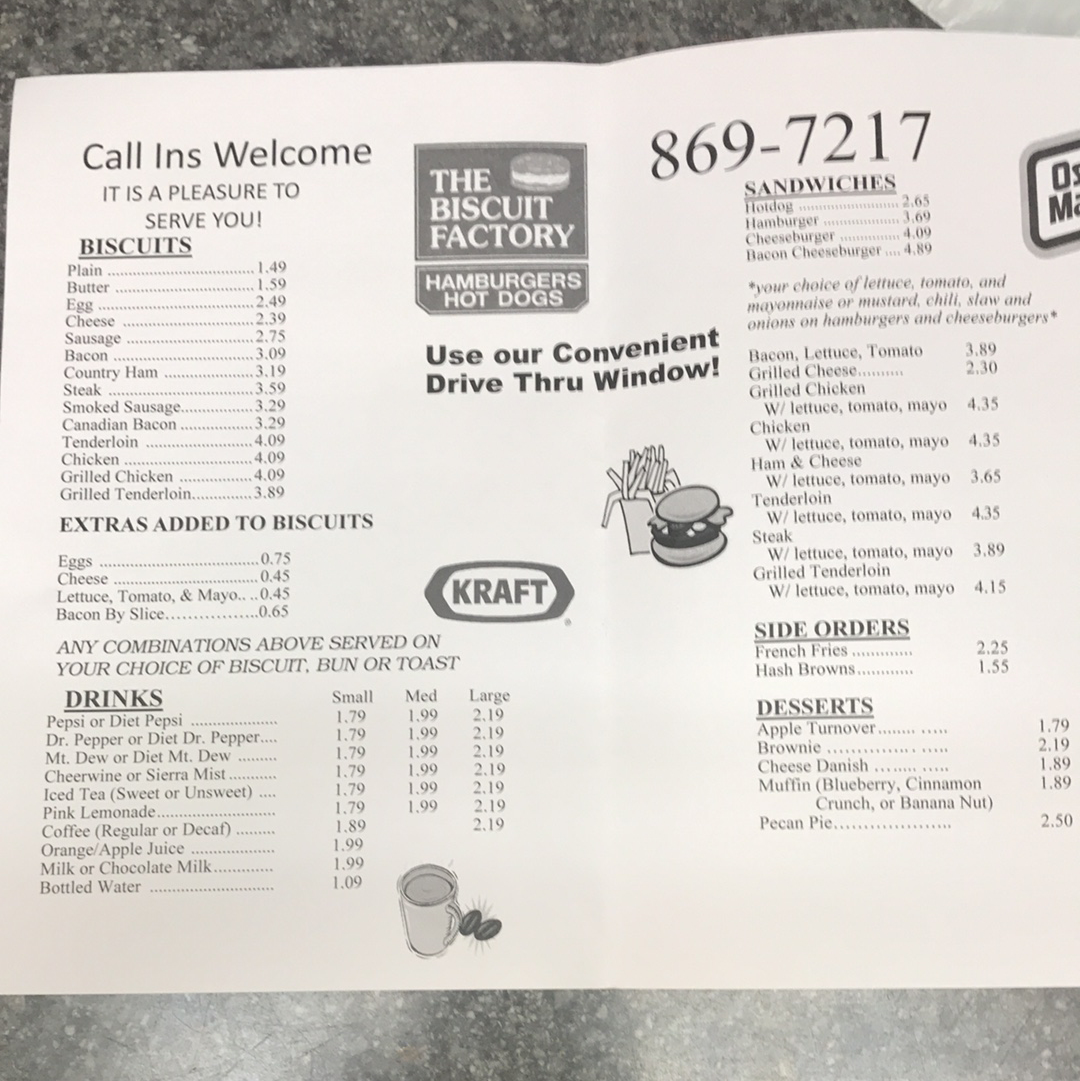 Call Ins Welcome
IT IS A PLEASURE TO
SERVE YOU!
BISCUITS
Plain ................................ 1.49
Butter .............................. 1.59
Egg .................................. 2.49
Cheese ............................ 2.39
Sausage ........................... 2.75
Bacon .............................. 3.09
Country Ham ................... 3.19
Steak ............................... 3.59
Smoked Sausage................ 3.29
Canadian Bacon ................ 3.29
Tenderloin ....................... 4.09
Chicken ........................... 4.09
Grilled Chicken ................ 4.09
Grilled Tenderloin............. 3.89
EXTRAS ADDED TO BISCUITS
Eggs .................................. 0.75
Cheese ............................... 0.45
Lettuce, Tomato, & Mayo.. ..0.45
Bacon By Slice.................0.65
ANY COMBINATIONS ABOVE SERVED ON
YOUR CHOICE OF BISCUIT, BUN OR TOAST
DRINKS Small Med Large
Pepsi or Diet Pepsi ................... 1.79 1.99 2.19
Dr. Pepper or Diet Dr. Pepper.... 1.79 1.99 2.19
Mt. Dew or Diet Mt. Dew ......... 1.79 1.99 2.19
Cheerwine or Sierra Mist........... 1.79 1.99 2.19
Iced Tea (Sweet or Unsweet) .... 1.79 1.99 2.19
Pink Lemonade.......................... 1.79 1.99 2.19
Coffee (Regular or Decaf) ......... 1.89 2.19
Orange/Apple Juice ................... 1.99
Milk or Chocolate Milk............. 1.99
Bottled Water ............................ 1.09
THE
BISCUIT
FACTORY
HAMBURGERS
HOT DOGS
Use our Convenient
Drive Thru Window!
KRAFT®
869-7217
SANDWICHES
Hotdog ........................... 2.65
Hamburger .................... 3.69
Cheeseburger ................ 4.09
Bacon Cheeseburger .... 4.89
*your choice of lettuce, tomato, and
mayonnaise or mustard, chili, slaw and
onions on hamburgers and cheeseburgers*
Bacon, Lettuce, Tomato 3.89
Grilled Cheese.......... 2.30
Grilled Chicken
W/ lettuce, tomato, mayo 4.35
Chicken
W/ lettuce, tomato, mayo 4.35
Ham & Cheese
W/ lettuce, tomato, mayo 3.65
Tenderloin
W/ lettuce, tomato, mayo 4.35
Steak
W/ lettuce, tomato, mayo 3.89
Grilled Tenderloin
W/ lettuce, tomato, mayo 4.15
SIDE ORDERS
French Fries ............. 2.25
Hash Browns............ 1.55
DESSERTS
Apple Turnover........ ..... 1.79
Brownie ................ ..... 2.19
Cheese Danish ........ ..... 1.89
Muffin (Blueberry, Cinnamon 1.89
Crunch, or Banana Nut)
Pecan Pie..................... 2.50